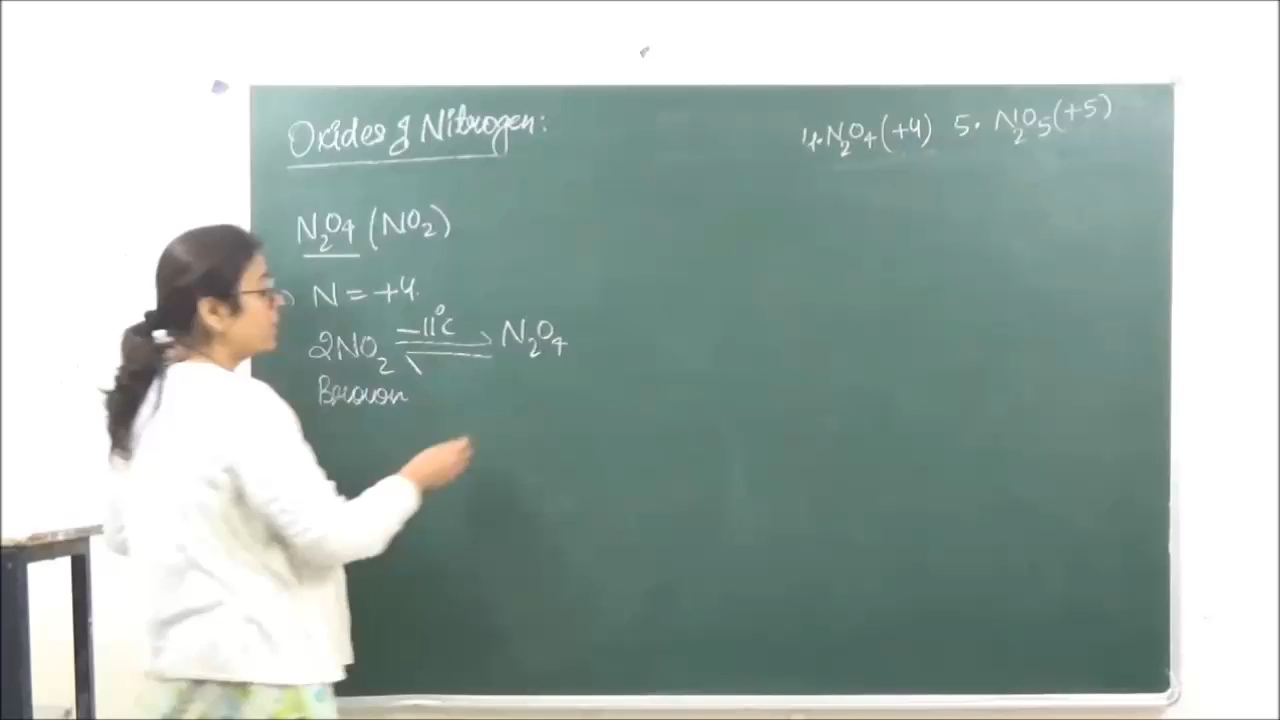 Oxides of Nitrogen:
4. N₂O₄ (+4) 5. N₂O₅ (+5)
N₂O₄ (NO₂)
N = +4.
2NO₂ ⇌ -11°C N₂O₄
Brown